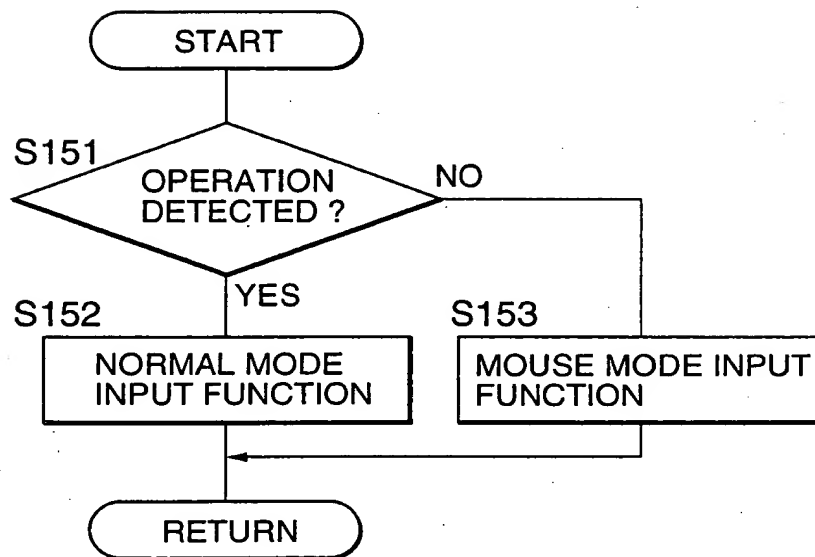 START
S151
OPERATION
DETECTED ?
NO
YES
S152
NORMAL MODE
INPUT FUNCTION
S153
MOUSE MODE INPUT
FUNCTION
RETURN